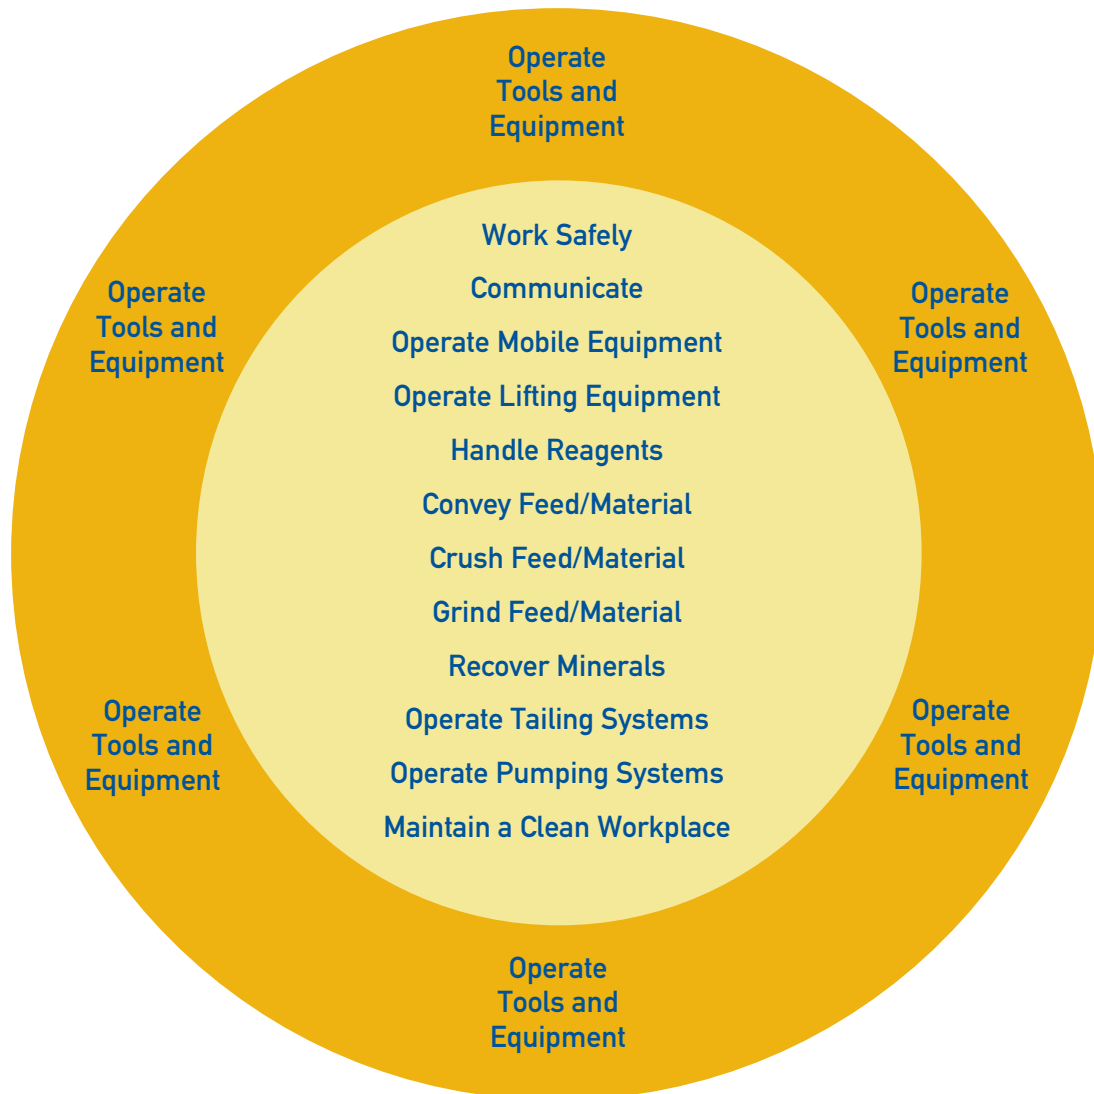 Operate
Tools and
Equipment
Work Safely
Communicate
Operate Mobile Equipment
Operate Lifting Equipment
Handle Reagents
Convey Feed/Material
Crush Feed/Material
Grind Feed/Material
Recover Minerals
Operate Tailing Systems
Operate Pumping Systems
Maintain a Clean Workplace
Operate
Tools and
Equipment
Operate
Tools and
Equipment
Operate
Tools and
Equipment
Operate
Tools and
Equipment
Operate
Tools and
Equipment